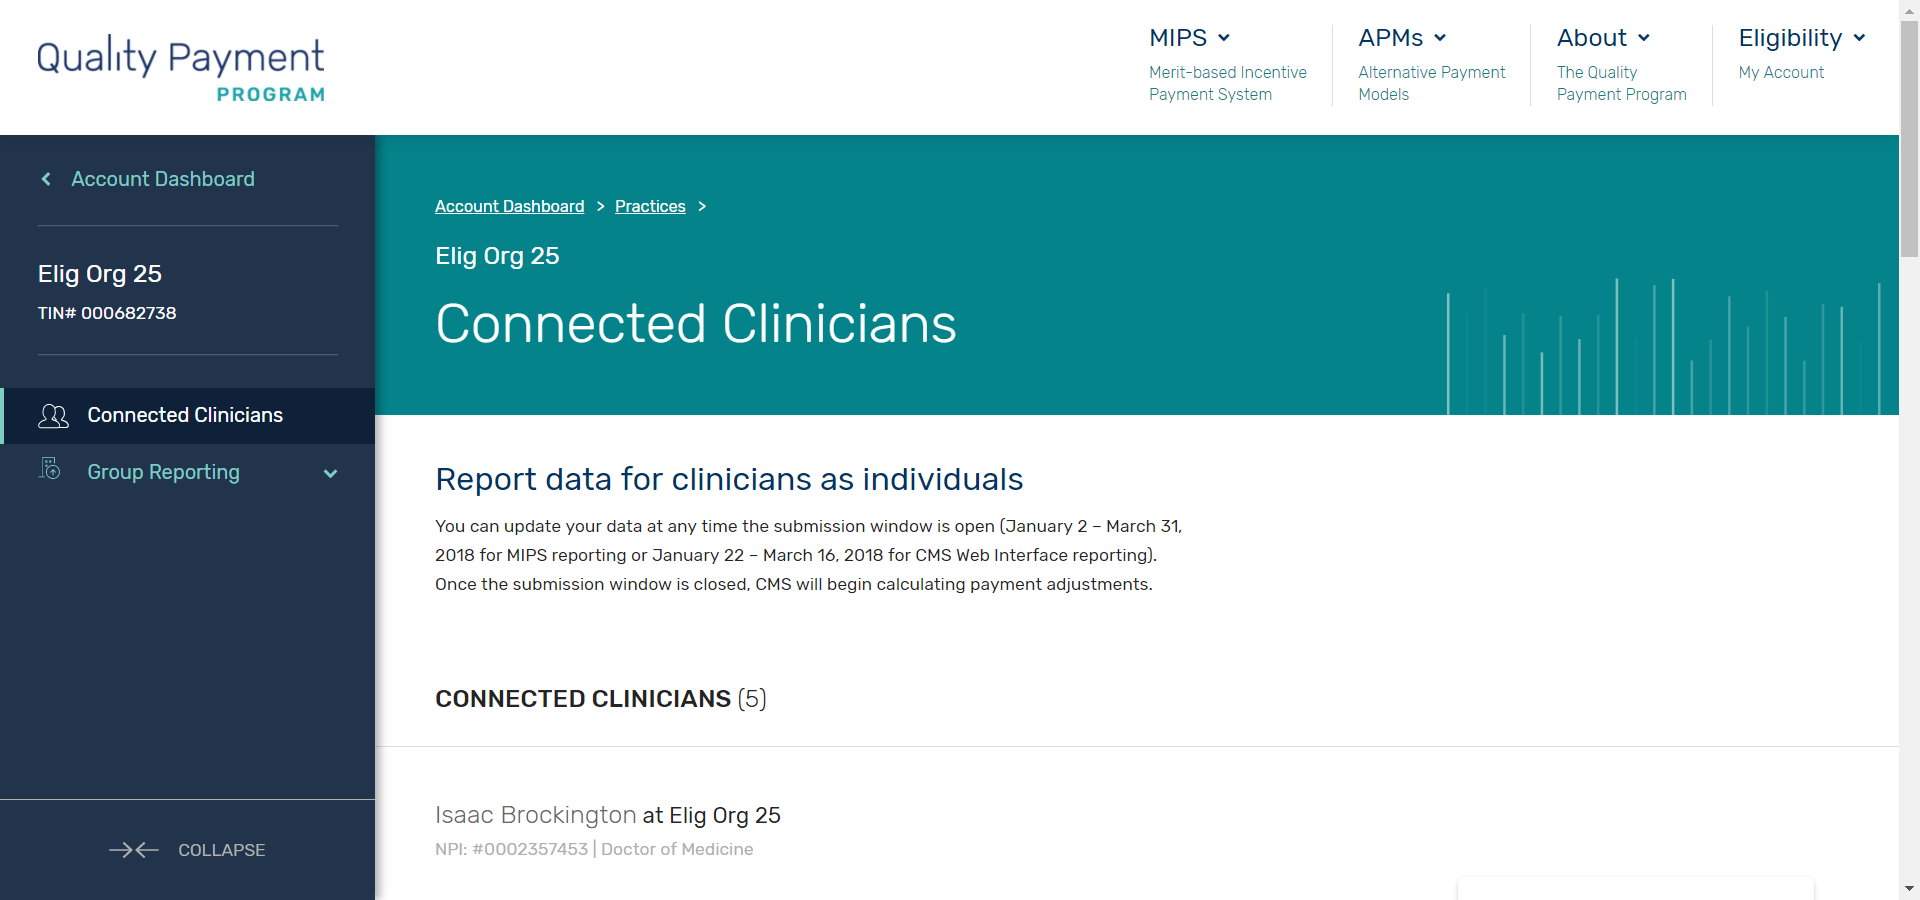 Quality Payment
PROGRAM
MIPS
Merit-based Incentive
Payment System
APMs
Alternative Payment
Models
About
The Quality
Payment Program
Eligibility
My Account
Account Dashboard
Elig Org 25
TIN# 000682738
Connected Clinicians
Group Reporting
COLLAPSE
Account Dashboard > Practices >
Elig Org 25
Connected Clinicians
Report data for clinicians as individuals
You can update your data at any time the submission window is open (January 2 – March 31,
2018 for MIPS reporting or January 22 – March 16, 2018 for CMS Web Interface reporting).
Once the submission window is closed, CMS will begin calculating payment adjustments.
CONNECTED CLINICIANS (5)
Isaac Brockington at Elig Org 25
NPI: #0002357453 | Doctor of Medicine